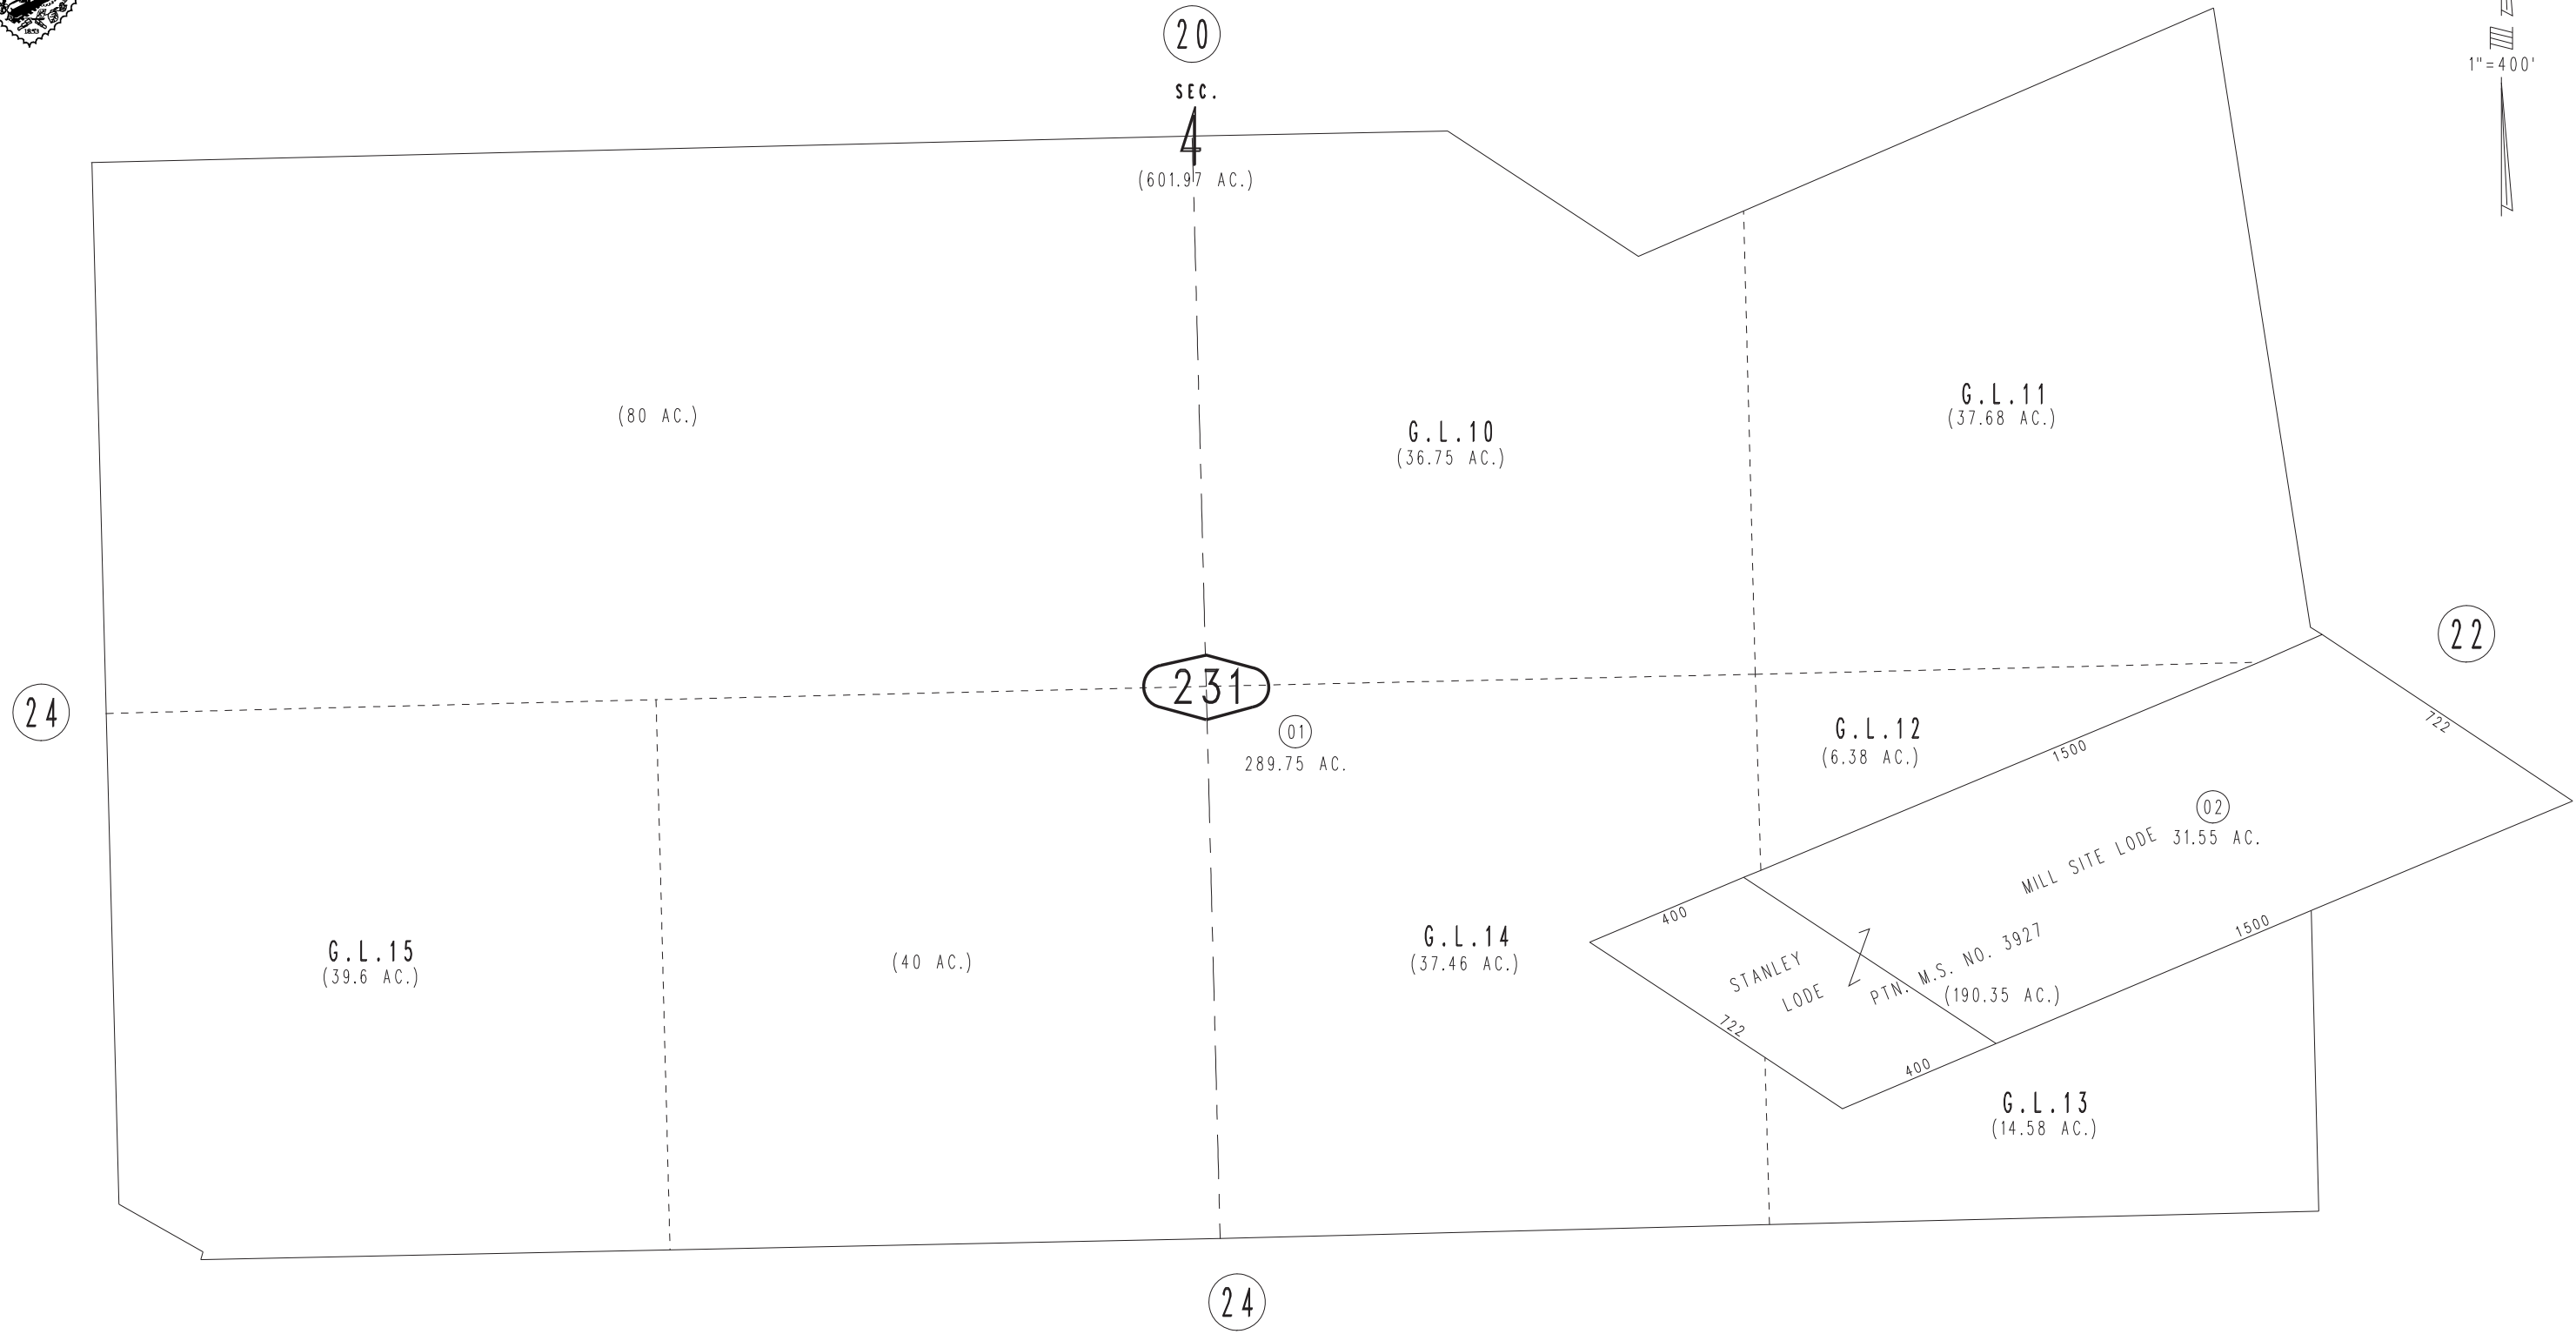 1853
20
SEC.
4
(601.97 AC.)
1"=400'
(80 AC.)
G.L.10
(36.75 AC.)
G.L.11
(37.68 AC.)
22
24
231
01
289.75 AC.
G.L.12
(6.38 AC.)
1500
722
02
MILL SITE LODE 31.55 AC.
400
1500
G.L.15
(39.6 AC.)
(40 AC.)
G.L.14
(37.46 AC.)
STANLEY
LODE
PTN. M.S. NO. 3927
(190.35 AC.)
722
400
G.L.13
(14.58 AC.)
24